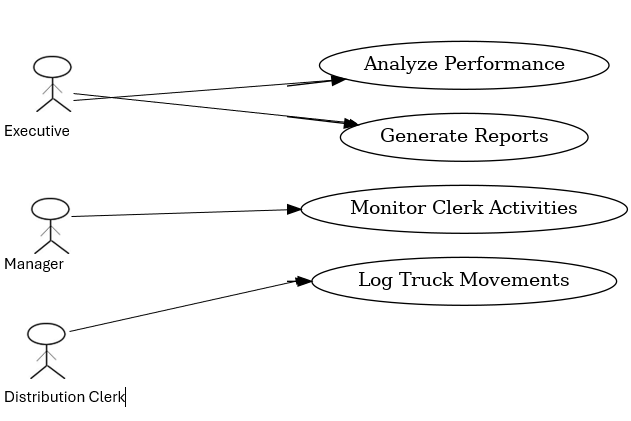 Analyze Performance
Executive
Generate Reports
Monitor Clerk Activities
Manager
Log Truck Movements
Distribution Clerk